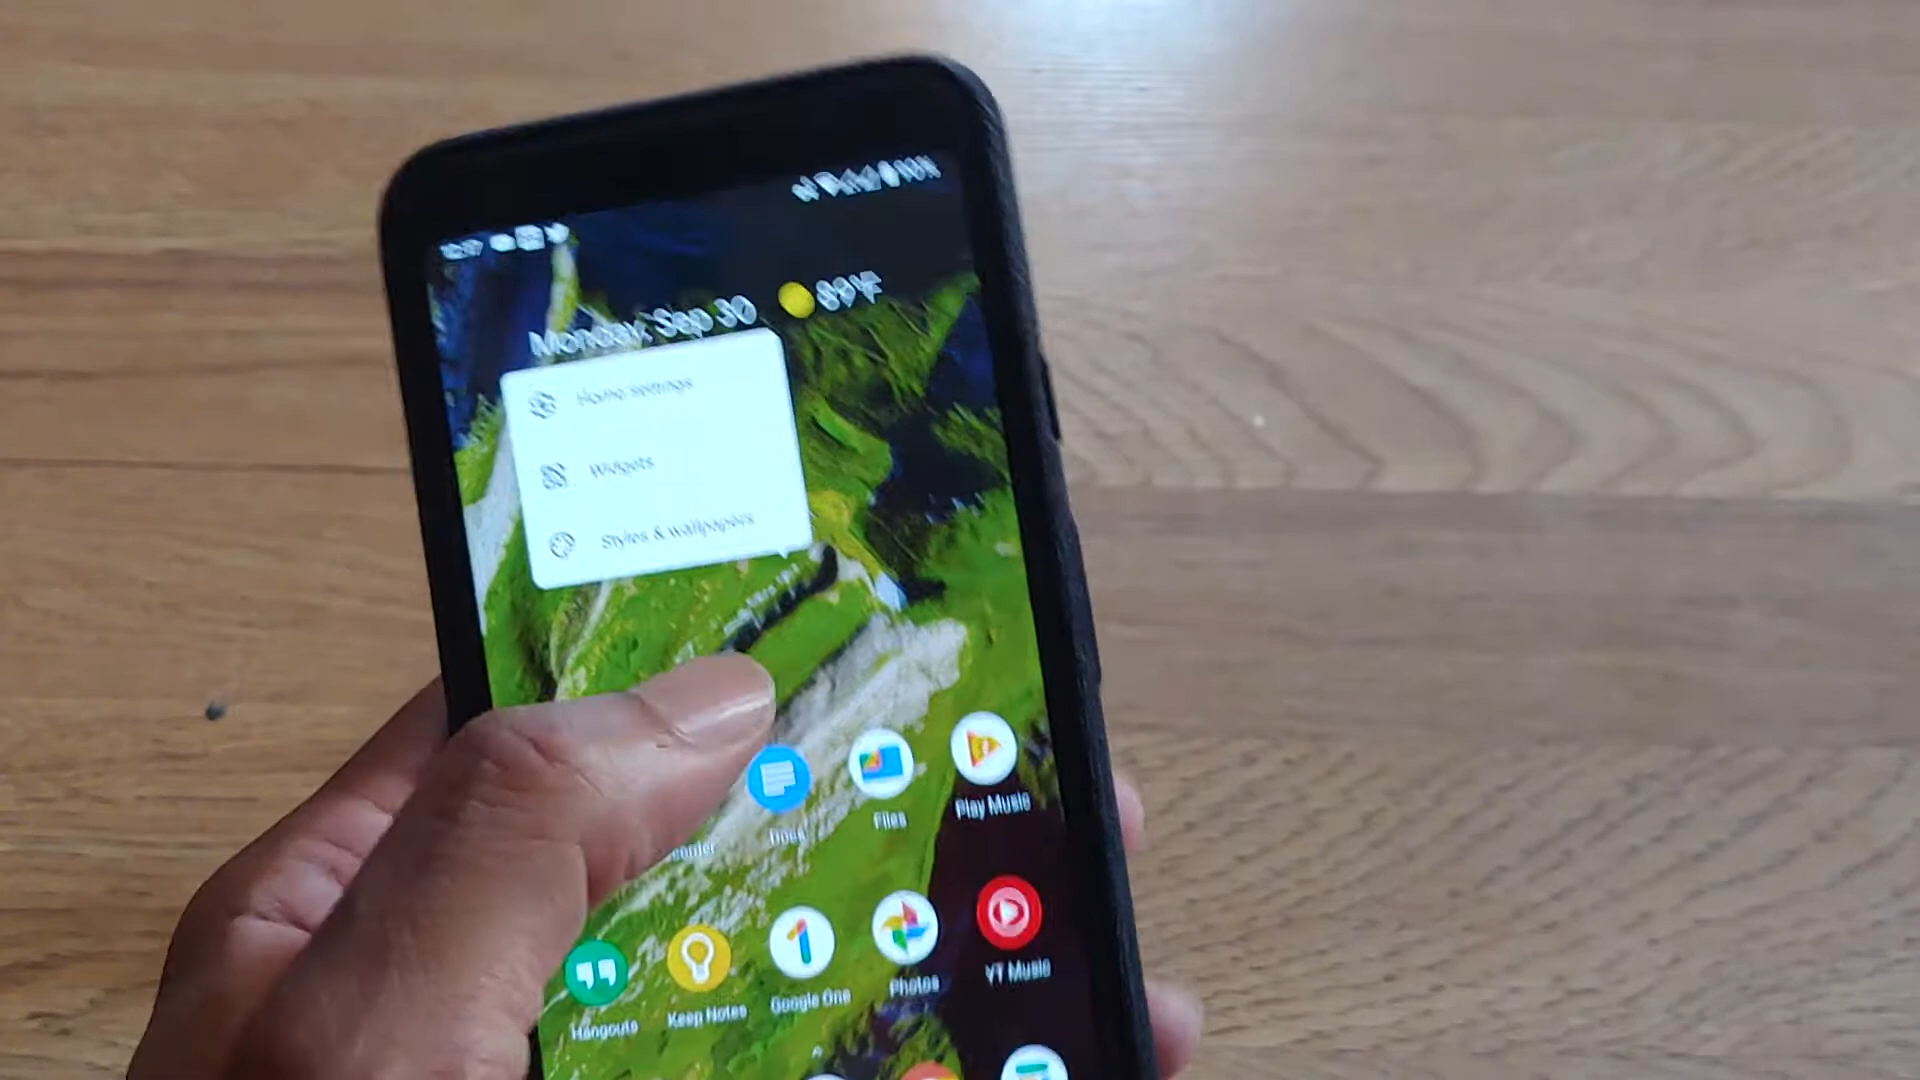 Monday, Sep 30 89°F
Home settings
Widgets
Styles & wallpapers
Docs
Files
Play Music
Hangouts
Keep Notes
Google One
Photos
YT Music